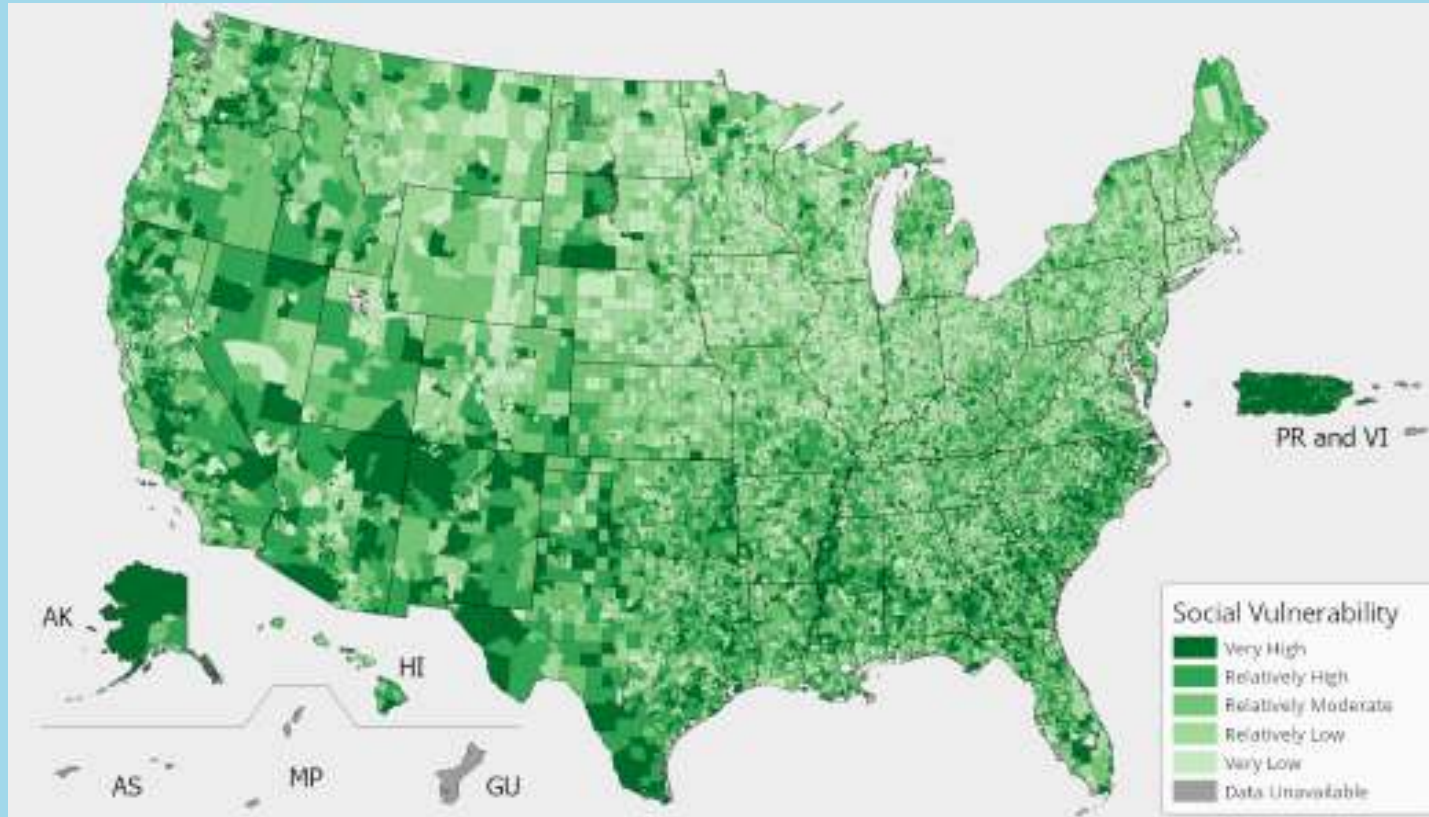 PR and VI
AK
HI
AS
MP
GU
Social Vulnerability
Very High
Relatively High
Relatively Moderate
Relatively Low
Very Low
Data Unavailable